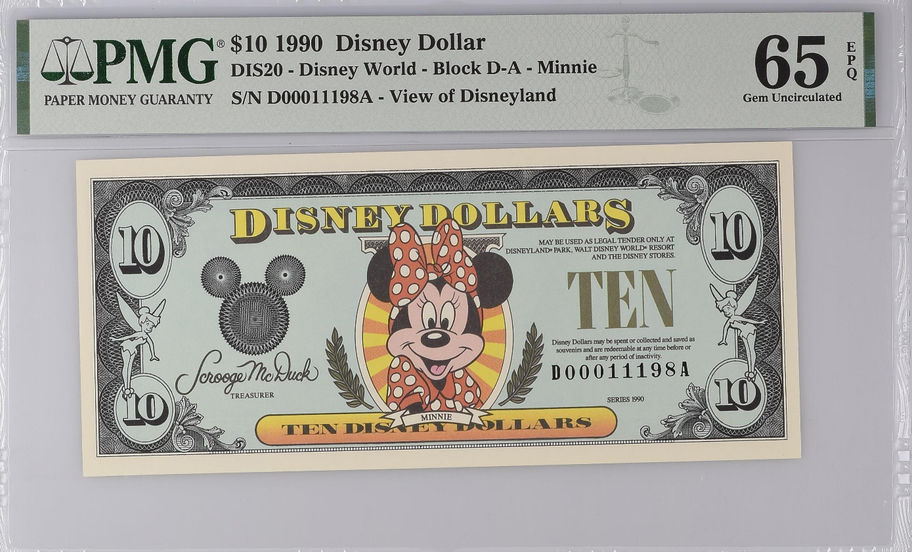 PMG® $10 1990 Disney Dollar
DIS20 - Disney World - Block D-A - Minnie
PAPER MONEY GUARANTY S/N D00011198A - View of Disneyland
65 EPQ
Gem Uncirculated
DISNEY DOLLARS
10
10
MAY BE USED AS LEGAL TENDER ONLY AT
DISNEYLAND® PARK, WALT DISNEY WORLD® RESORT
AND THE DISNEY STORES.
TEN
Disney Dollars may be spent or collected and saved as
souvenirs and are redeemable at any time before or
after any period of inactivity.
D00011198A
Scrooge McDuck
TREASURER
SERIES 1990
10
10
MINNIE
TEN DISNEY DOLLARS